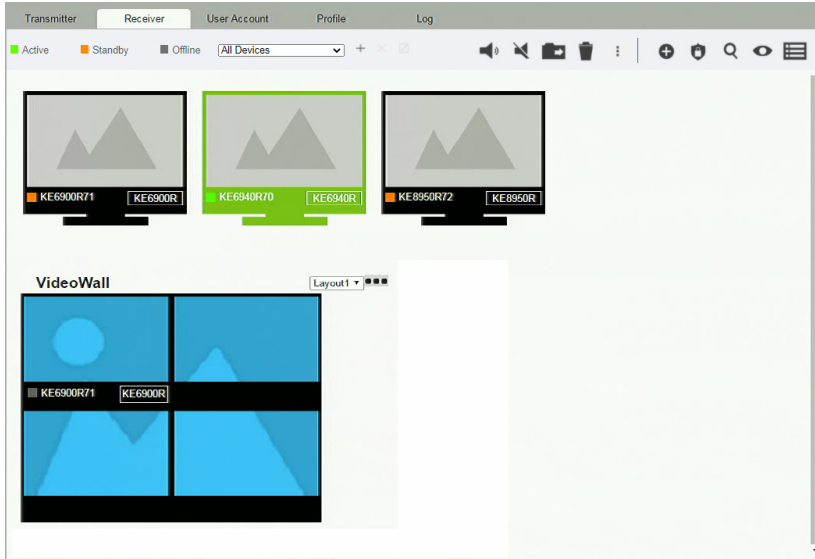 Transmitter Receiver User Account Profile Log
Active Standby Offline All Devices
KE6900R71 KE6900R KE6940R70 KE6940R KE8950R72 KE8950R
VideoWall Layout1
KE6900R71 KE6900R